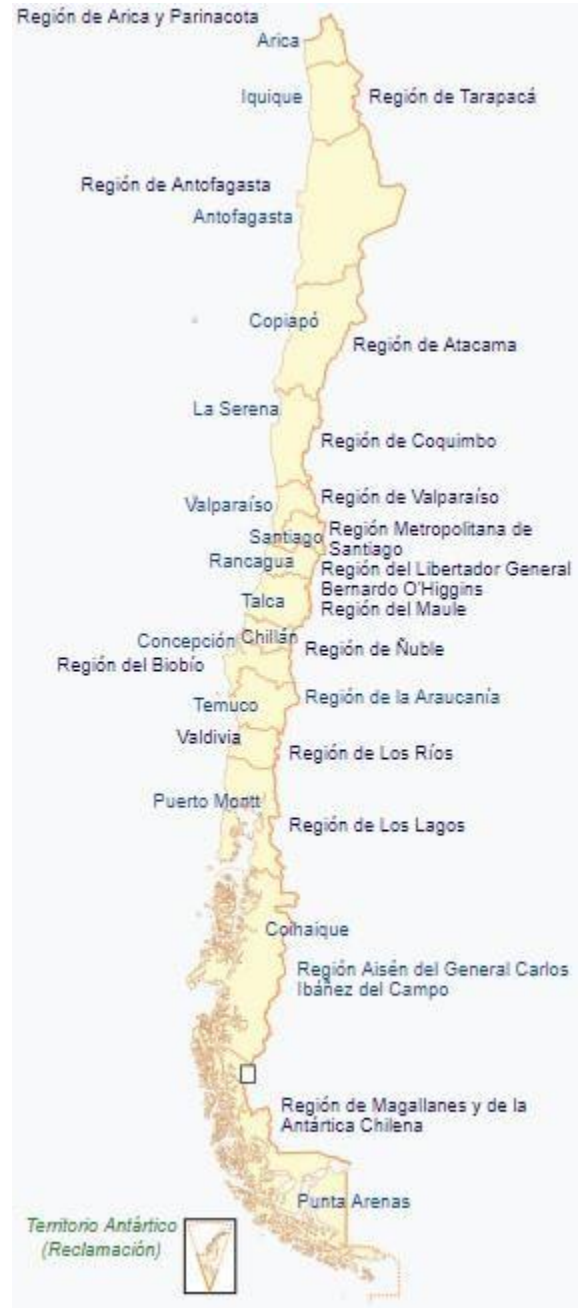 Región de Arica y Parinacota
Arica
Iquique
Región de Tarapacá
Región de Antofagasta
Antofagasta
Copiapó
Región de Atacama
La Serena
Región de Coquimbo
Región de Valparaíso
Valparaíso
Región Metropolitana de
Santiago
Santiago
Rancagua
Región del Libertador General
Bernardo O'Higgins
Talca
Región del Maule
Concepción
Chillán
Región de Ñuble
Región del Biobío
Región de la Araucanía
Temuco
Valdivia
Región de Los Ríos
Puerto Montt
Región de Los Lagos
Coihaique
Región Aisén del General Carlos
Ibáñez del Campo
Región de Magallanes y de la
Antártica Chilena
Punta Arenas
Territorio Antártico
(Reclamación)